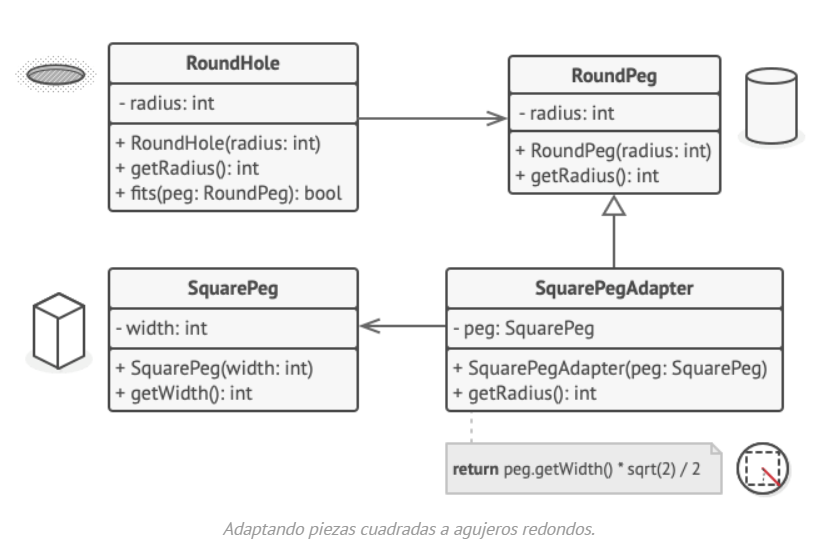 RoundHole
- radius: int
+ RoundHole(radius: int)
+ getRadius(): int
+ fits(peg: RoundPeg): bool
RoundPeg
- radius: int
+ RoundPeg(radius: int)
+ getRadius(): int
SquarePeg
- width: int
+ SquarePeg(width: int)
+ getWidth(): int
SquarePegAdapter
- peg: SquarePeg
+ SquarePegAdapter(peg: SquarePeg)
+ getRadius(): int
return peg.getWidth() * sqrt(2) / 2
Adaptando piezas cuadradas a agujeros redondos.